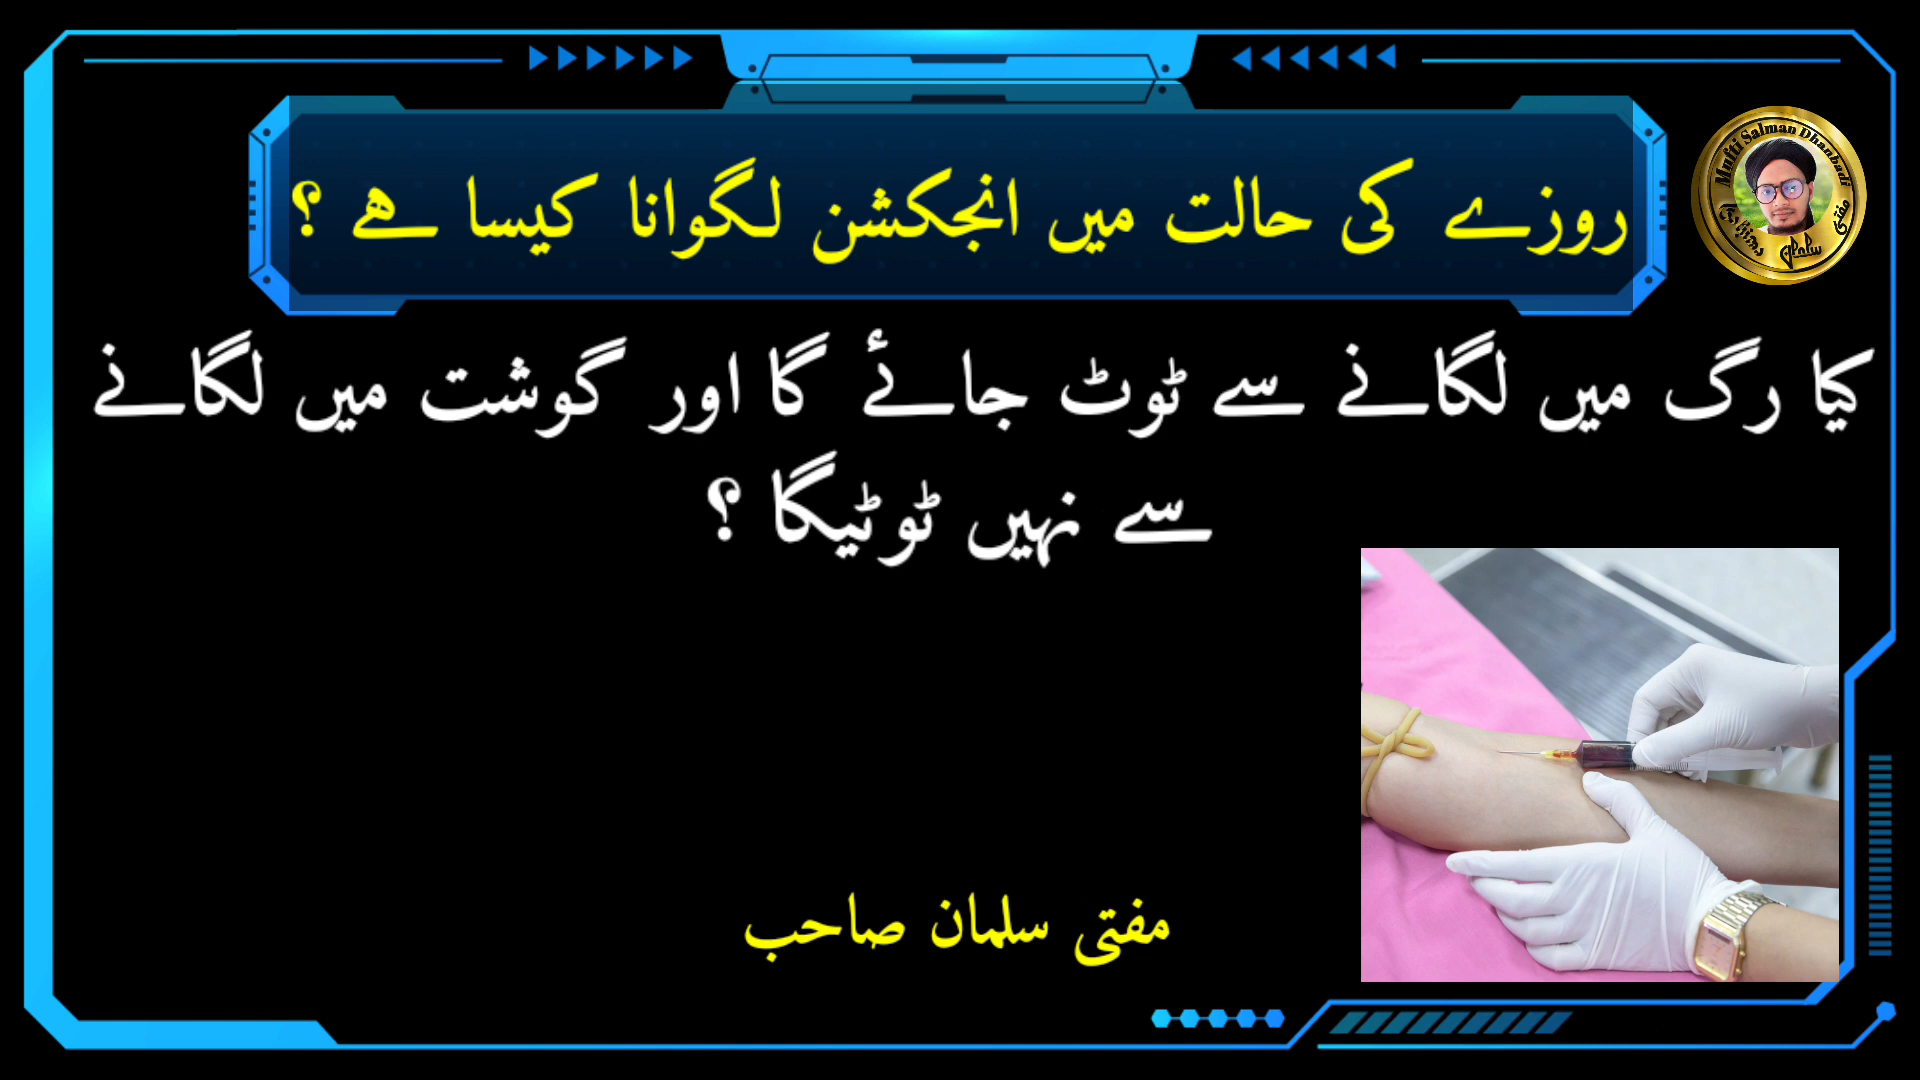 روزے کی حالت میں انجکشن لگوانا کیسا ہے ؟
Mufti Salman Dhanbadi
کیا رگ میں لگانے سے ٹوٹ جائے گا اور گوشت میں لگانے
سے نہیں ٹوٹیگا ؟
مفتی سلمان صاحب